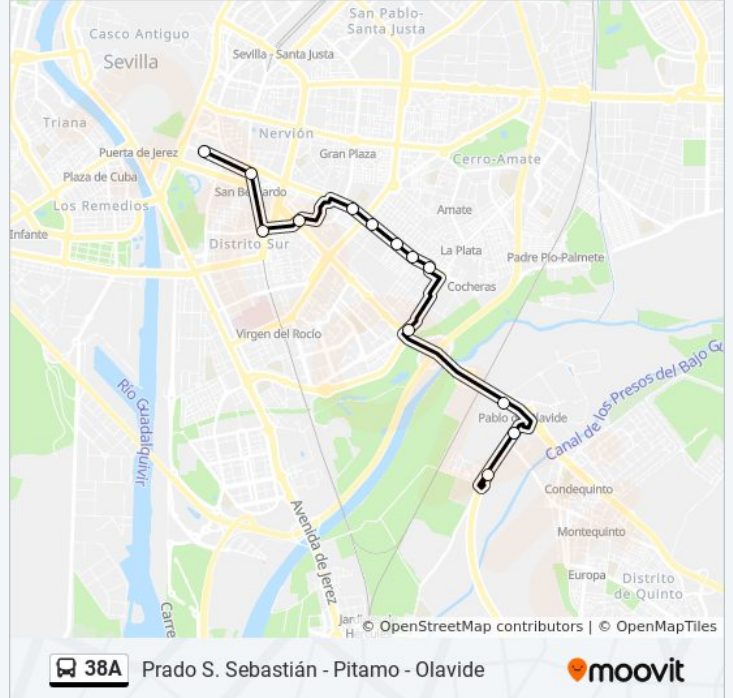 San Pablo-
Santa Justa
Casco Antiguo
Sevilla
Sevilla - Santa Justa
Triana
Nervión
Puerta de Jerez
Gran Plaza
Cerro-Amate
Plaza de Cuba
San Bernardo
Los Remedios
Amate
Infante
Distrito Sur
La Plata
Padre Pío-Palmete
Cocheras
Virgen del Rocío
Río Guadalquivir
Canal de los Presos del Bajo Gu
Pablo de Olavide
Condequinto
Avenida de Jerez
Montequinto
Europa
Distrito
de Quinto
Carre
Jard
© OpenStreetMap contributors | © OpenMapTiles
38A Prado S. Sebastián - Pitamo - Olavide
moovit